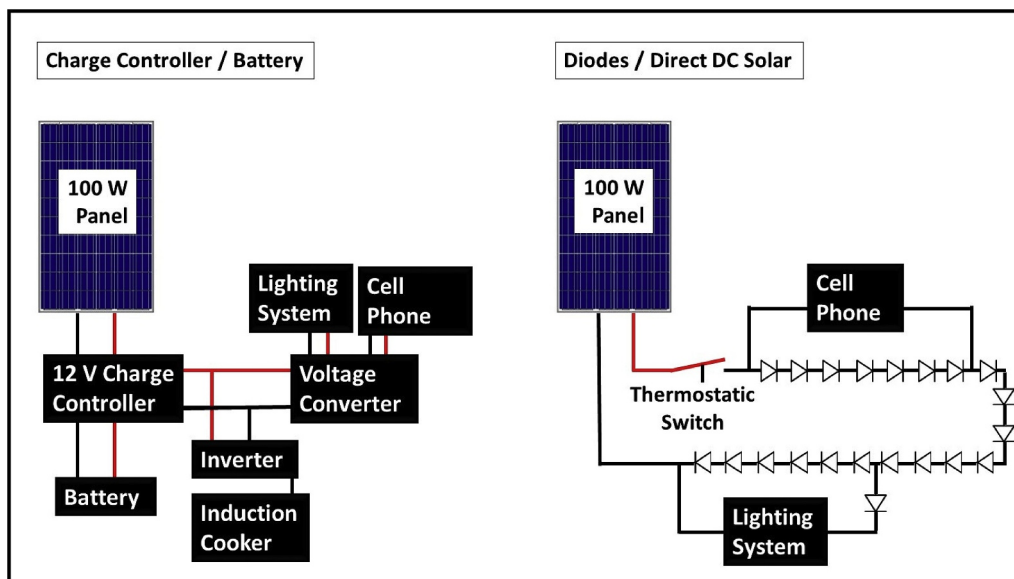 Charge Controller / Battery
100 W
Panel
Lighting
System
Cell
Phone
12 V Charge
Controller
Voltage
Converter
Inverter
Battery
Induction
Cooker
Diodes / Direct DC Solar
100 W
Panel
Cell
Phone
Thermostatic
Switch
Lighting
System